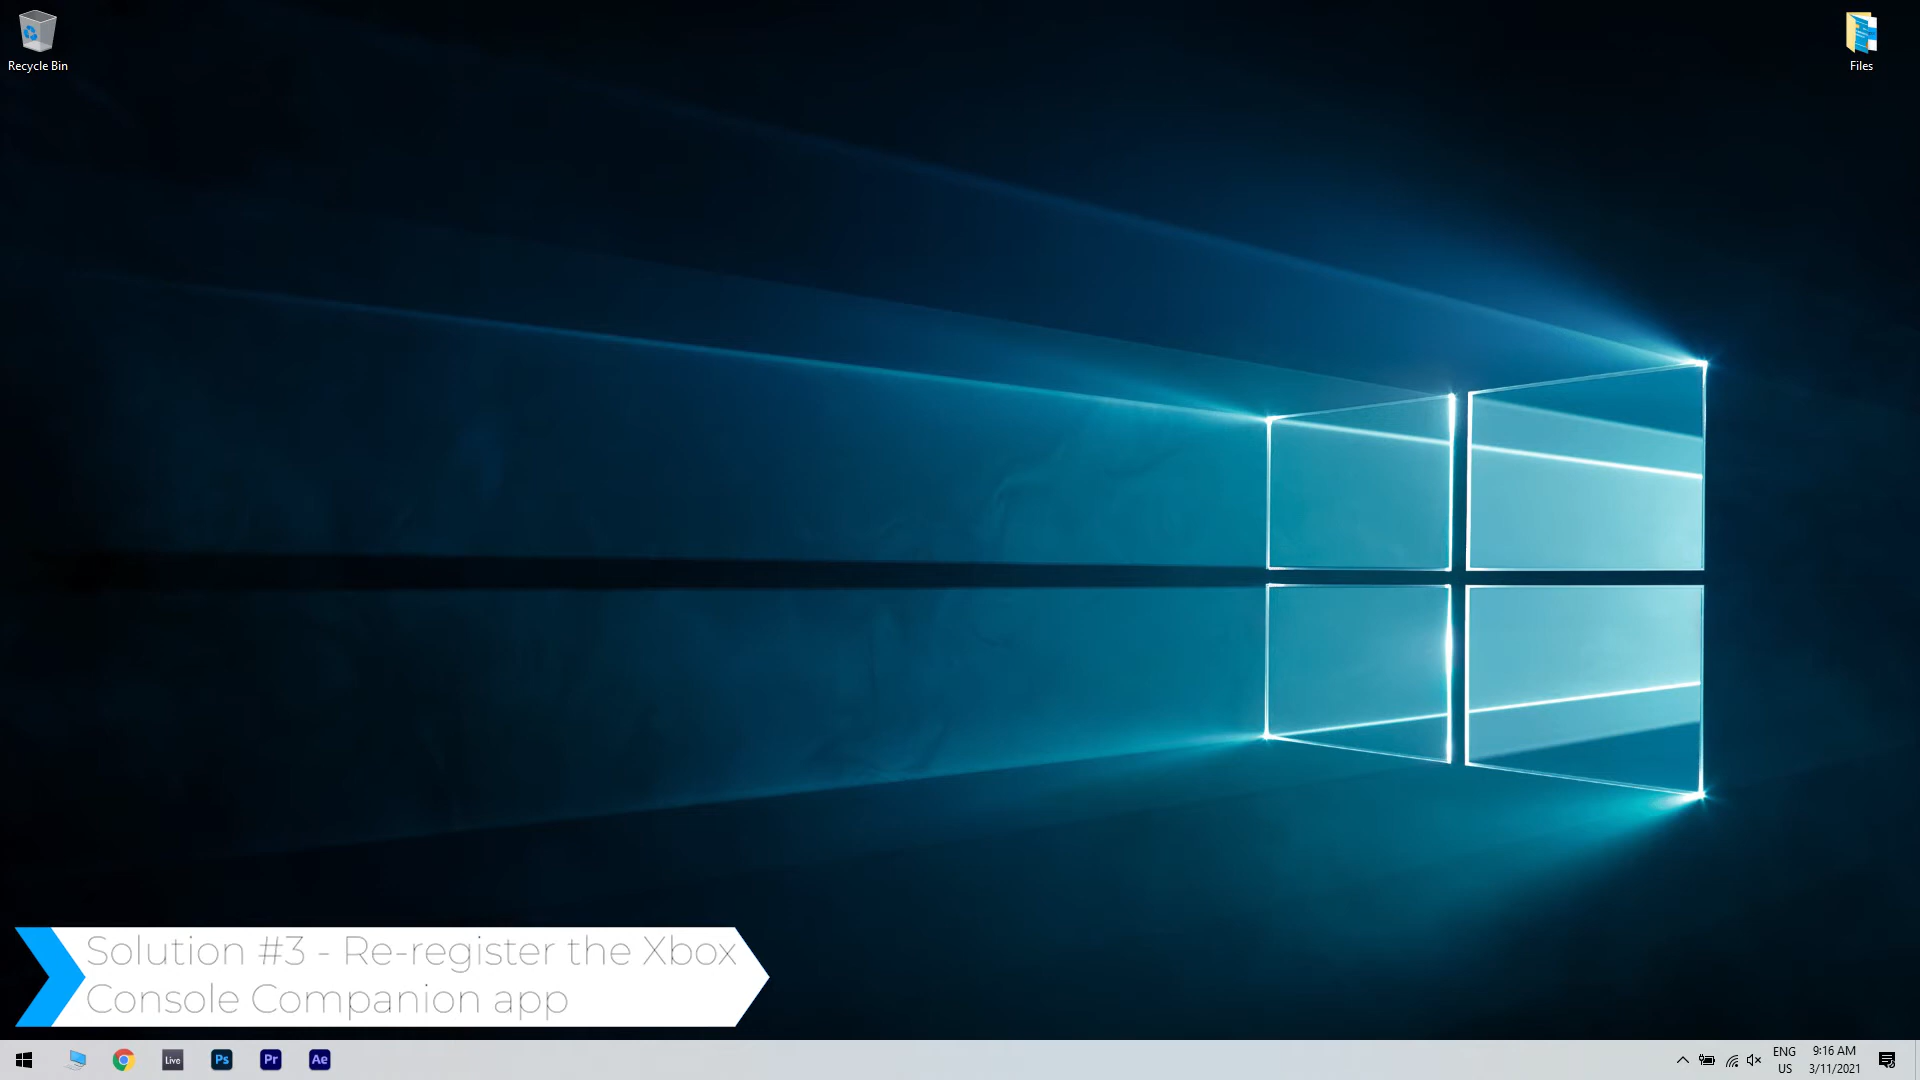 Recycle Bin
Files
Solution #3 - Re-register the Xbox
Console Companion app
Live
Ps
Pr
Ae
ENG
US
9:16 AM
3/11/2021